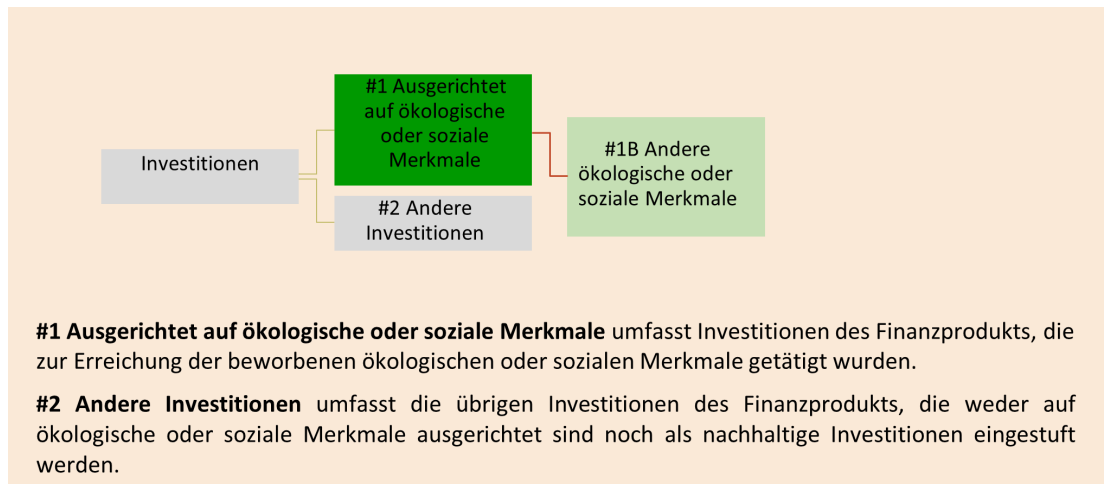 #1 Ausgerichtet
auf ökologische
oder soziale
Merkmale
Investitionen
#1B Andere
ökologische oder
soziale Merkmale
#2 Andere
Investitionen
#1 Ausgerichtet auf ökologische oder soziale Merkmale umfasst Investitionen des Finanzprodukts, die
zur Erreichung der beworbenen ökologischen oder sozialen Merkmale getätigt wurden.
#2 Andere Investitionen umfasst die übrigen Investitionen des Finanzprodukts, die weder auf
ökologische oder soziale Merkmale ausgerichtet sind noch als nachhaltige Investitionen eingestuft
werden.